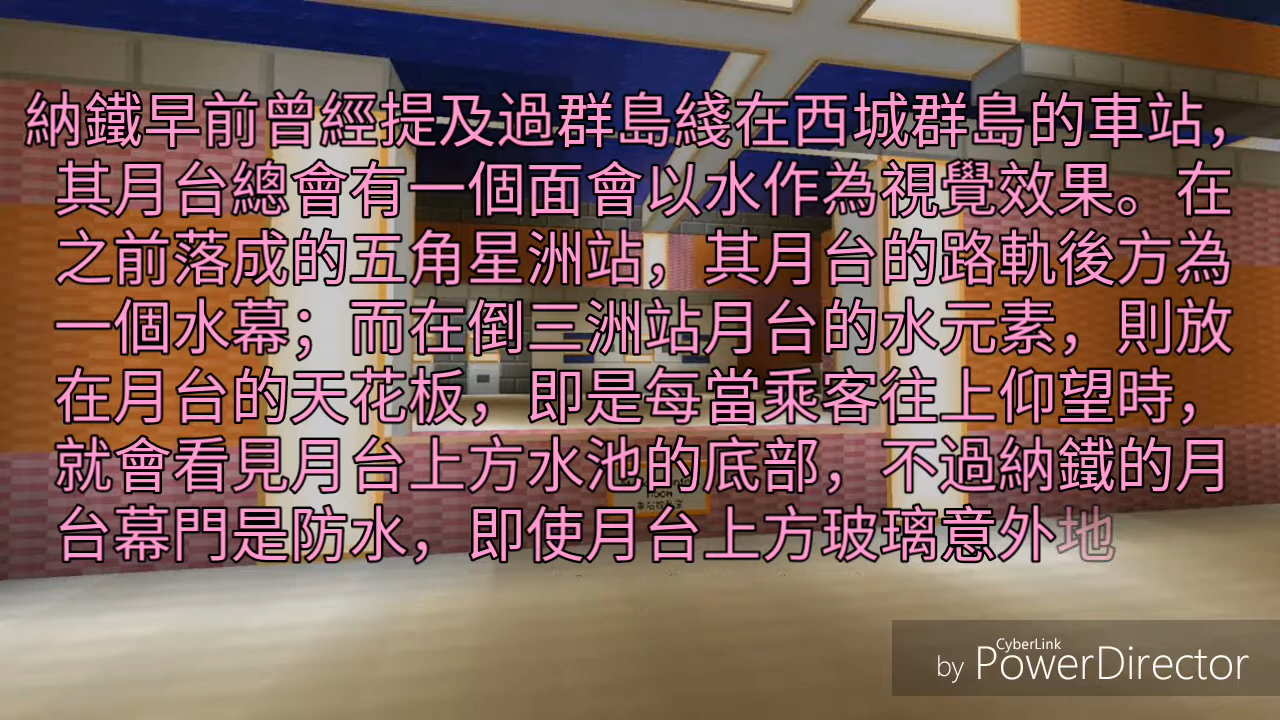 納鐵早前曾經提及過群島綫在西城群島的車站，
其月台總會有一個面會以水作為視覺效果。在
之前落成的五角星洲站，其月台的路軌後方為
一個水幕；而在倒三洲站月台的水元素，則放
在月台的天花板，即是每當乘客往上仰望時，
就會看見月台上方水池的底部，不過納鐵的月
台幕門是防水，即使月台上方玻璃意外地
Room
by CyberLink PowerDirector